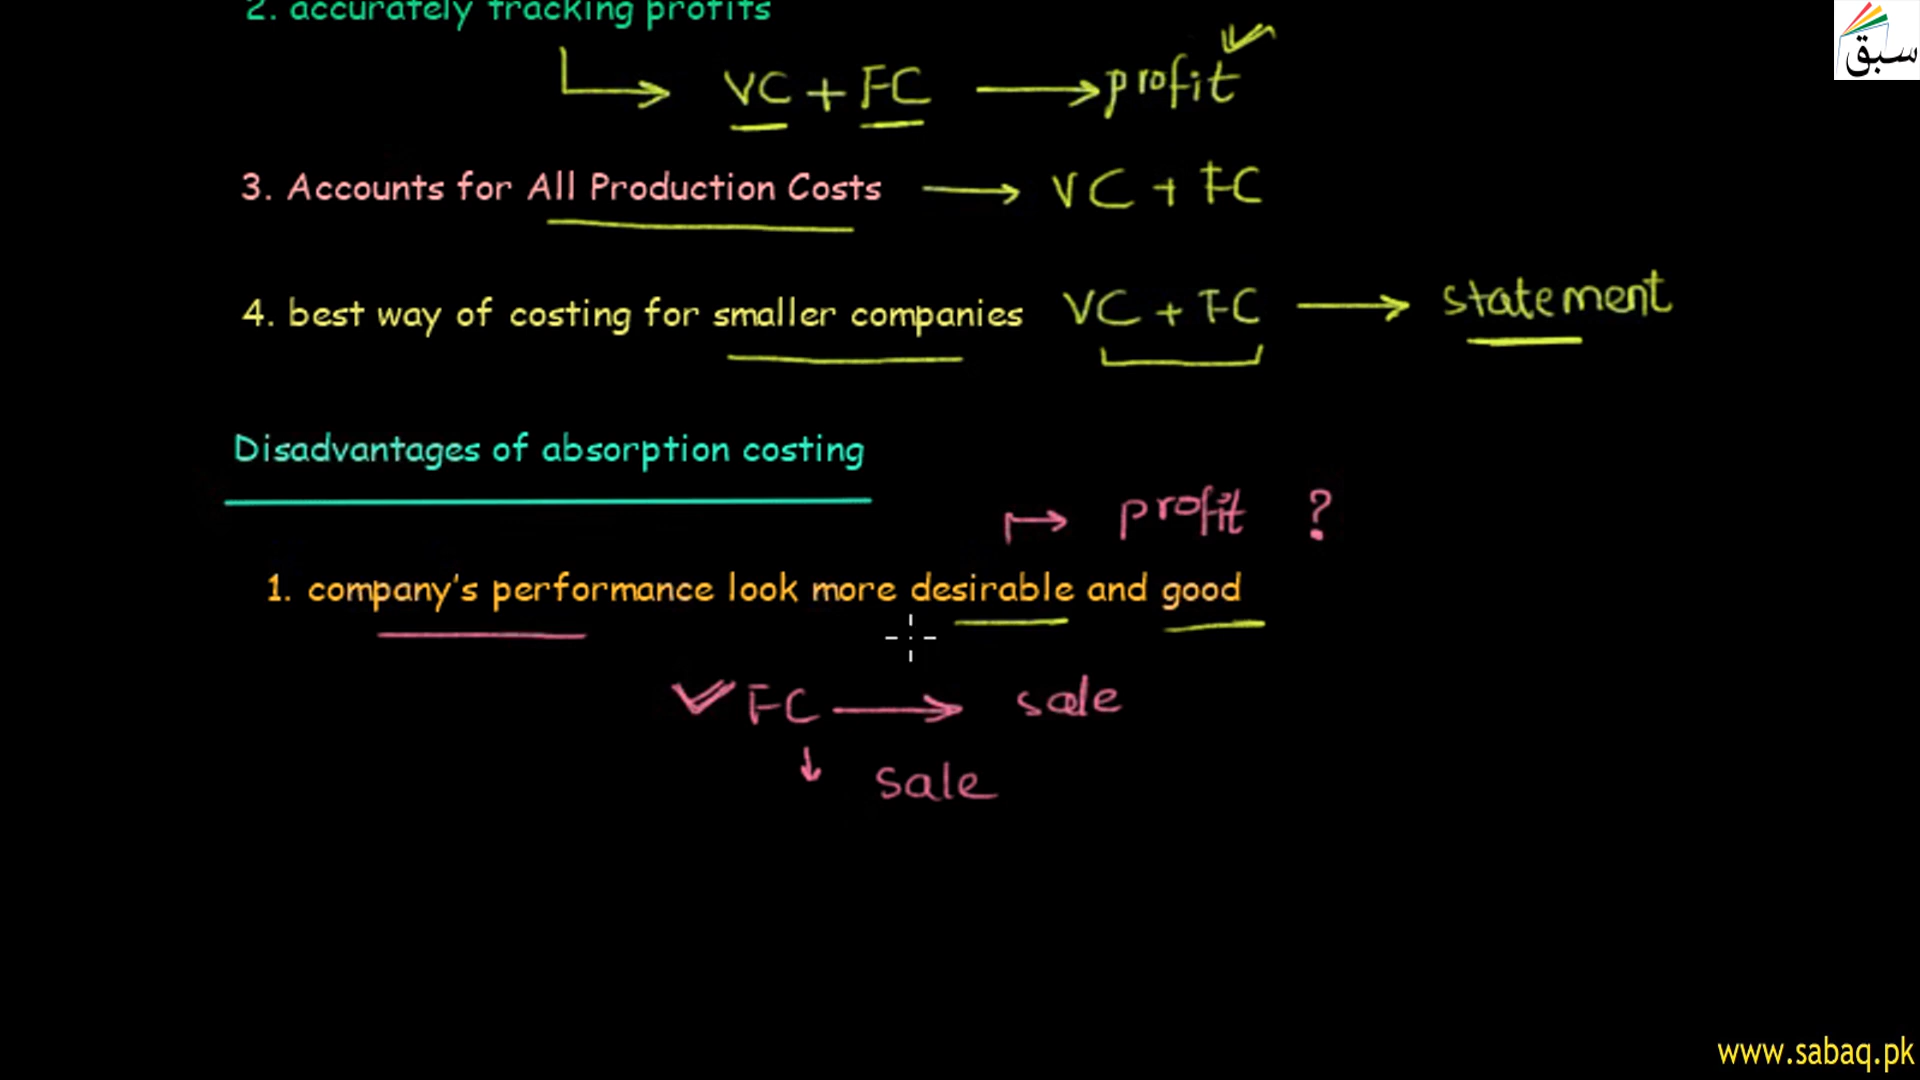 2. accurately tracking profits
VC + FC profit
3. Accounts for All Production Costs VC + FC
4. best way of costing for smaller companies VC + FC statement
Disadvantages of absorption costing
profit ?
1. company's performance look more desirable and good
FC sale
sale
سبق
www.sabaq.pk